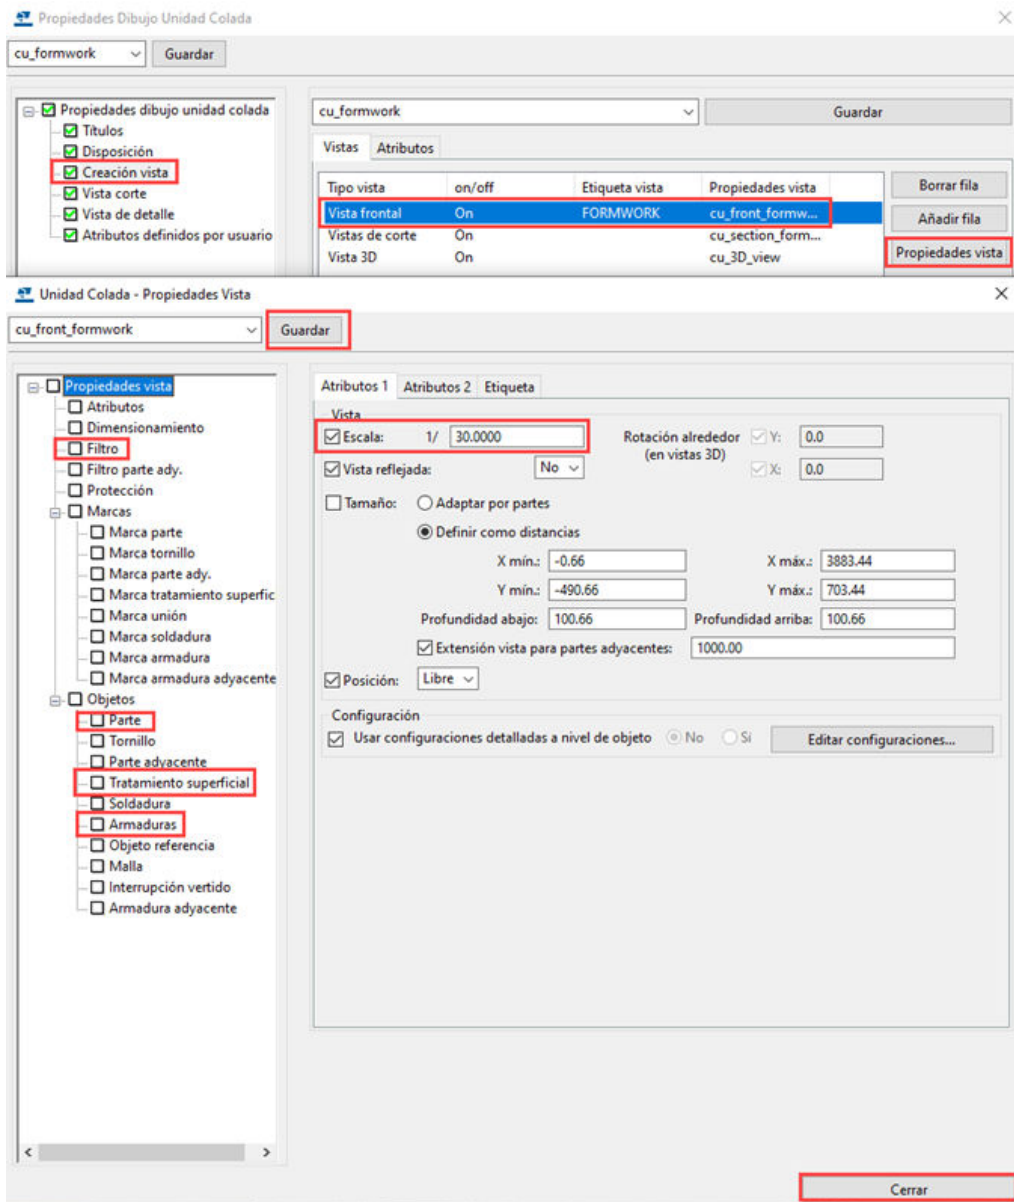 Propiedades Dibujo Unidad Colada
cu_formwork
Guardar
Propiedades dibujo unidad colada
Títulos
Disposición
Creación vista
Vista corte
Vista de detalle
Atributos definidos por usuario
cu_formwork
Guardar
Vistas Atributos
Tipo vista on/off Etiqueta vista Propiedades vista
Vista frontal On FORMWORK cu_front_formw...
Vistas de corte On cu_section_form...
Vista 3D On cu_3D_view
Borrar fila
Añadir fila
Propiedades vista
Unidad Colada - Propiedades Vista
cu_front_formwork
Guardar
Propiedades vista
Atributos
Dimensionamiento
Filtro
Filtro parte ady.
Protección
Marcas
Marca parte
Marca tornillo
Marca parte ady.
Marca tratamiento superfic
Marca unión
Marca soldadura
Marca armadura
Marca armadura adyacente
Objetos
Parte
Tornillo
Parte adyacente
Tratamiento superficial
Soldadura
Armaduras
Objeto referencia
Malla
Interrupción vertido
Armadura adyacente
Atributos 1 Atributos 2 Etiqueta
Vista
Escala: 1/ 30.0000
Rotación alrededor Y: 0.0
(en vistas 3D)
X: 0.0
Vista reflejada: No
Tamaño: Adaptar por partes
Definir como distancias
X mín.: -0.66 X máx.: 3883.44
Y mín.: -490.66 Y máx.: 703.44
Profundidad abajo: 100.66 Profundidad arriba: 100.66
Extensión vista para partes adyacentes: 1000.00
Posición: Libre
Configuración
Usar configuraciones detalladas a nivel de objeto No Sí Editar configuraciones...
Cerrar